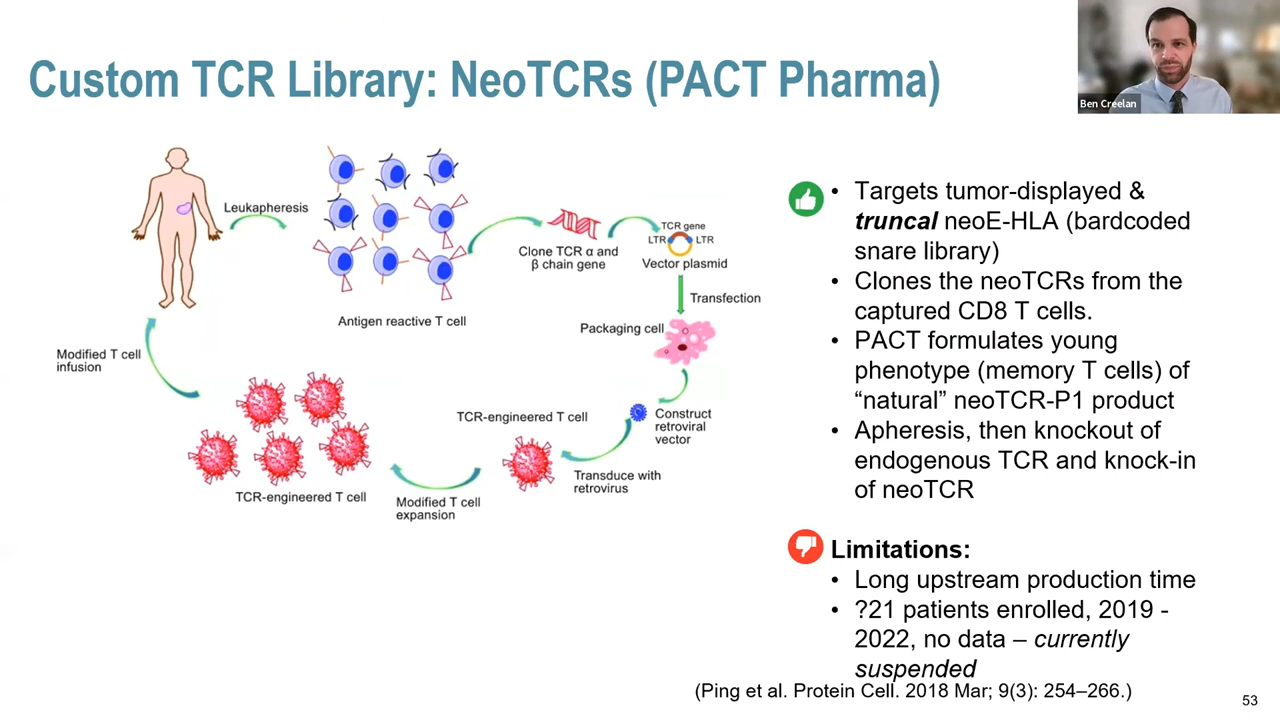 Custom TCR Library: NeoTCRs (PACT Pharma)
Ben Creelan
Leukapheresis
Antigen reactive T cell
Clone TCR α and
β chain gene
TCR gene
LTR
LTR
Vector plasmid
Transfection
Packaging cell
Construct
retroviral
vector
Transduce with
retrovirus
TCR-engineered T cell
Modified T cell
expansion
TCR-engineered T cell
Modified T cell
infusion
• Targets tumor-displayed &
truncal neoE-HLA (bardcoded
snare library)
• Clones the neoTCRs from the
captured CD8 T cells.
• PACT formulates young
phenotype (memory T cells) of
“natural” neoTCR-P1 product
• Apheresis, then knockout of
endogenous TCR and knock-in
of neoTCR
Limitations:
• Long upstream production time
• ?21 patients enrolled, 2019 -
2022, no data – currently
suspended
(Ping et al. Protein Cell. 2018 Mar; 9(3): 254–266.)
53